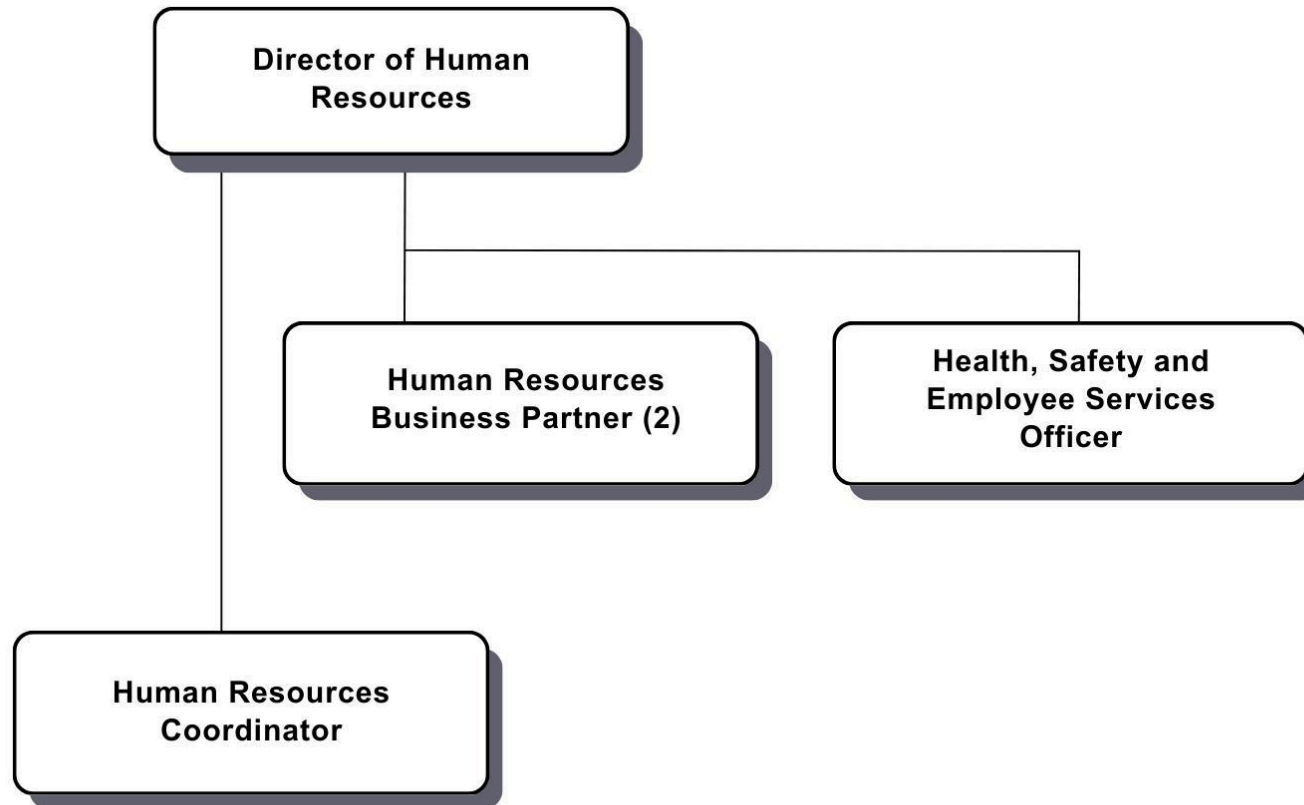 Director of Human
Resources
Human Resources
Business Partner (2)
Health, Safety and
Employee Services
Officer
Human Resources
Coordinator